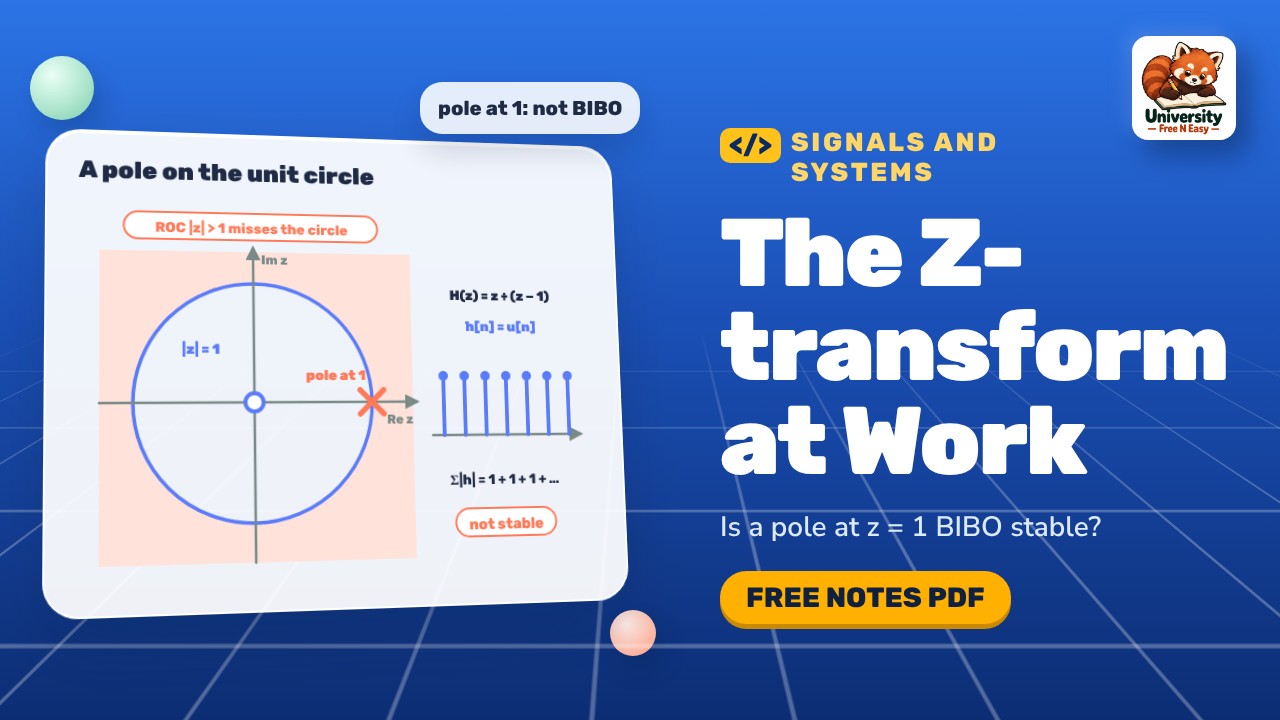 pole at 1: not BIBO
A pole on the unit circle
ROC |z| > 1 misses the circle
Im z
|z| = 1
pole at 1
Re z
H(z) = z ÷ (z − 1)
h[n] = u[n]
Σ|h| = 1 + 1 + 1 + ...
not stable
</> SIGNALS AND
SYSTEMS
The Z-
transform
at Work
Is a pole at z = 1 BIBO stable?
FREE NOTES PDF
University
Free N Easy